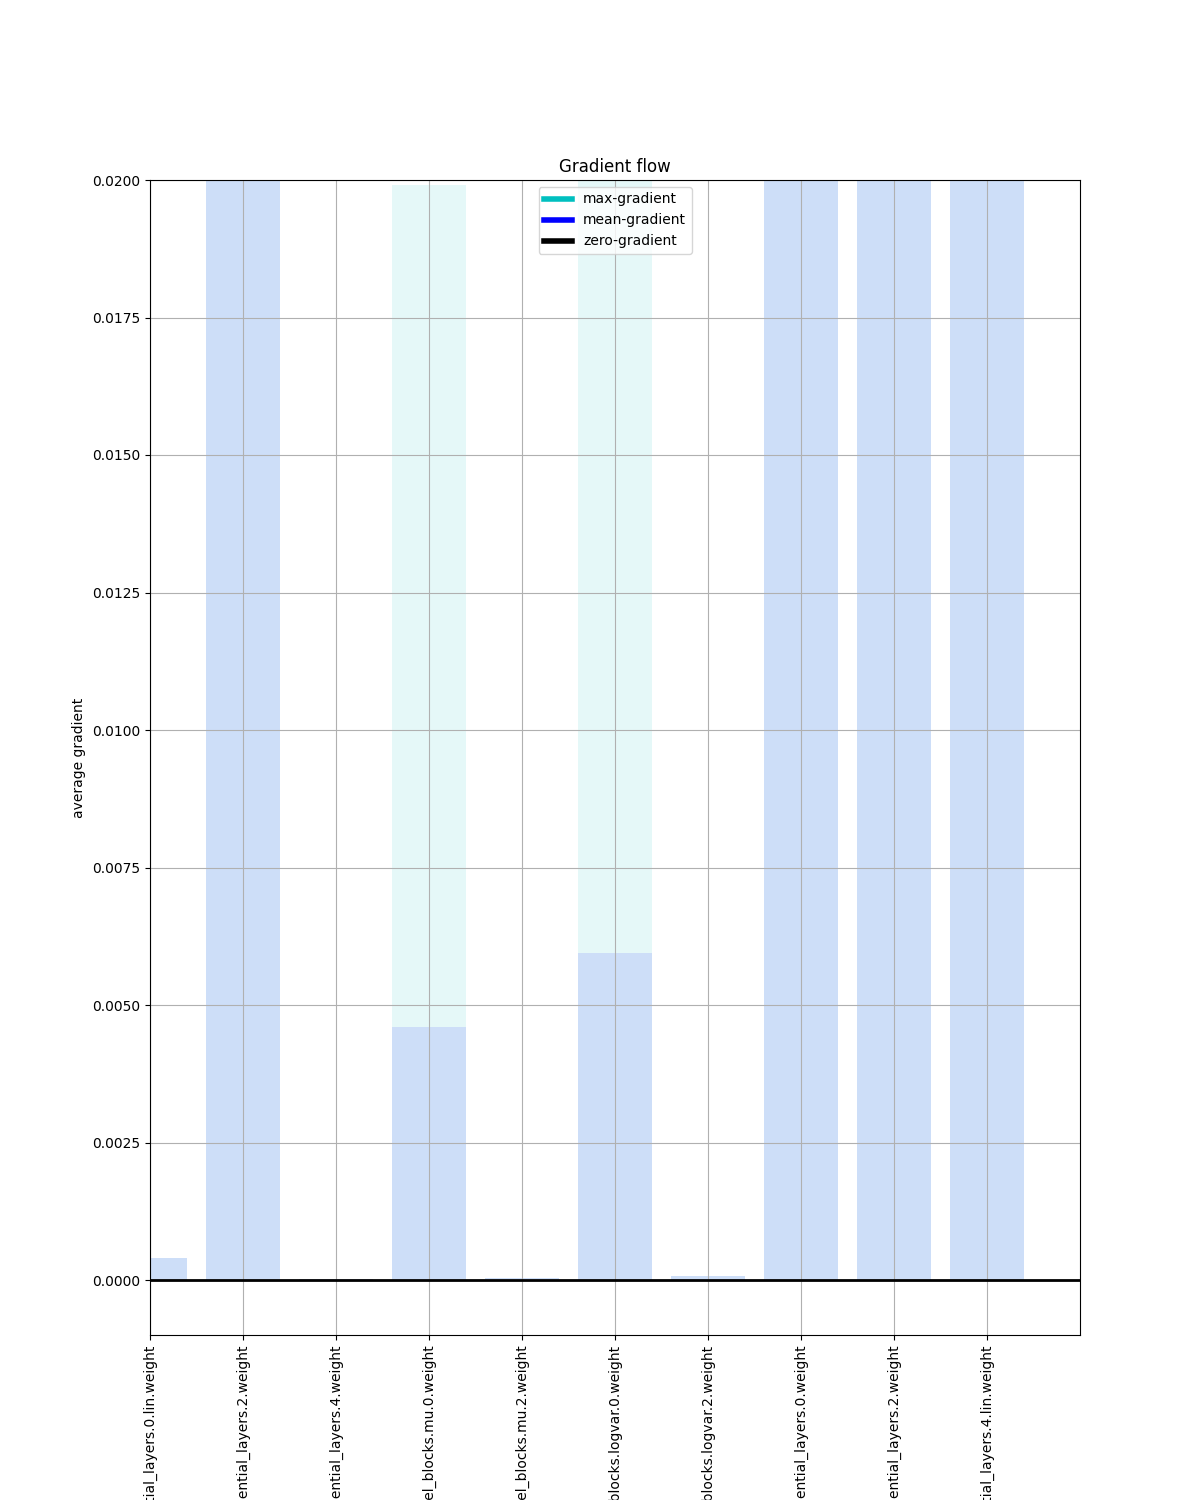 Gradient flow
max-gradient
mean-gradient
zero-gradient
0.0200
0.0175
0.0150
0.0125
0.0100
0.0075
0.0050
0.0025
0.0000
average gradient
tial_layers.0.lin.weight
ential_layers.2.weight
ential_layers.4.weight
el_blocks.mu.0.weight
el_blocks.mu.2.weight
blocks.logvar.0.weight
blocks.logvar.2.weight
ential_layers.0.weight
ential_layers.2.weight
tial_layers.4.lin.weight